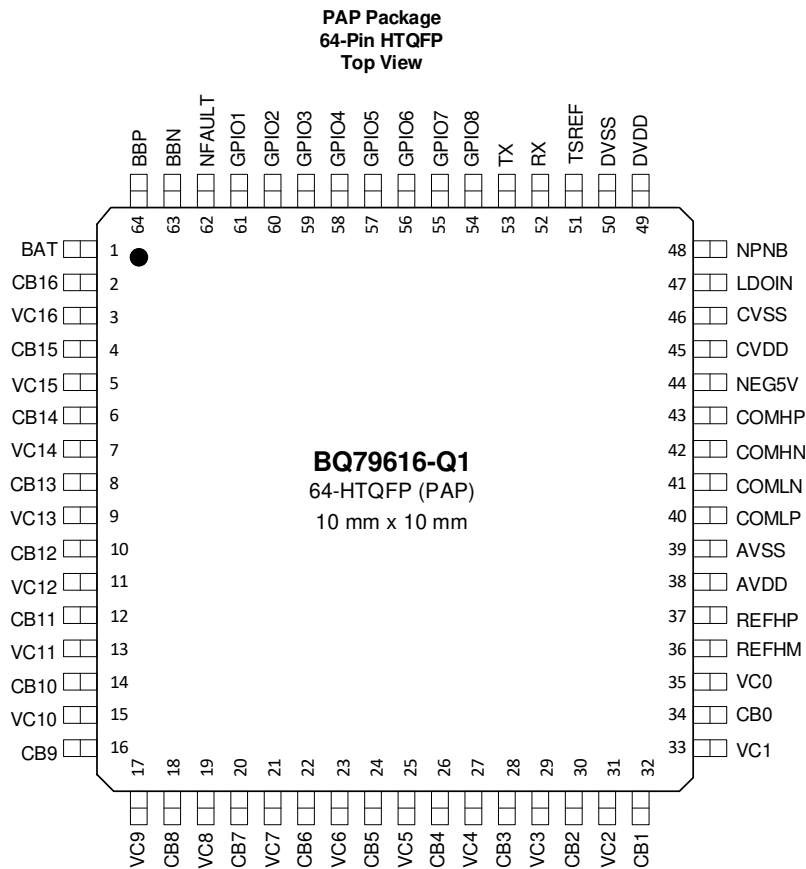 PAP Package
64-Pin HTQFP
Top View
BBP
BBN
NFAULT
GPIO1
GPIO2
GPIO3
GPIO4
GPIO5
GPIO6
GPIO7
GPIO8
TX
RX
TSREF
DVSS
DVDD
64
63
62
61
60
59
58
57
56
55
54
53
52
51
50
49
BAT 1
CB16 2
VC16 3
CB15 4
VC15 5
CB14 6
VC14 7
CB13 8
VC13 9
CB12 10
VC12 11
CB11 12
VC11 13
CB10 14
VC10 15
CB9 16
BQ79616-Q1
64-HTQFP (PAP)
10 mm x 10 mm
48 NPNB
47 LDOIN
46 CVSS
45 CVDD
44 NEG5V
43 COMHP
42 COMHN
41 COMLN
40 COMLP
39 AVSS
38 AVDD
37 REFHP
36 REFHM
35 VC0
34 CB0
33 VC1
17
18
19
20
21
22
23
24
25
26
27
28
29
30
31
32
VC9
CB8
VC8
CB7
VC7
CB6
VC6
CB5
VC5
CB4
VC4
CB3
VC3
CB2
VC2
CB1